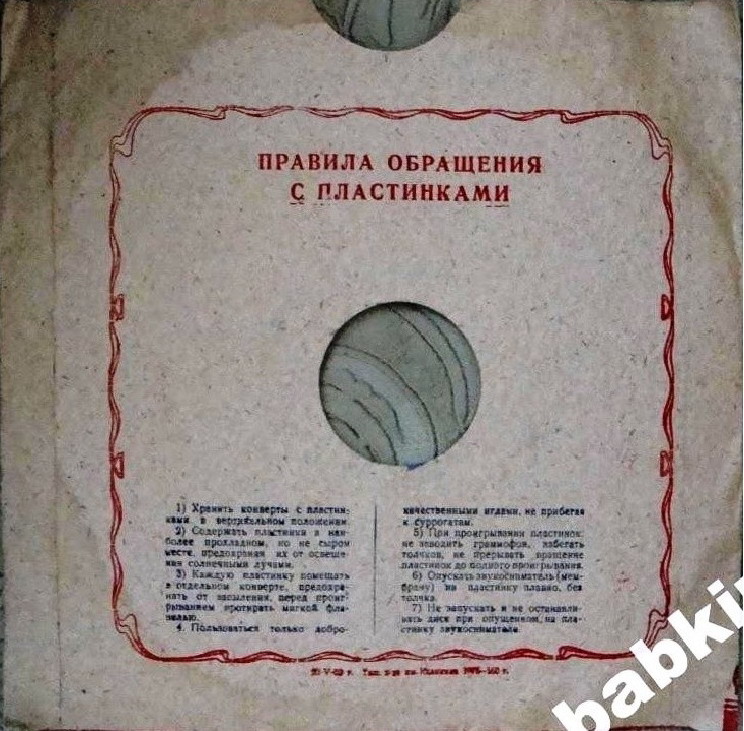 ПРАВИЛА ОБРАЩЕНИЯ
С ПЛАСТИНКАМИ
1) Хранить конверты с пластин-
ками в вертикальном положении
2) Содержать пластинки в наи-
более прохладном, но не сыром
месте, предохраняя их от освеще-
ния солнечными лучами.
3) Каждую пластинку помещать
в отдельном конверте, предохра-
нять от засыления, перед проиг-
рыванием протирать мягкой фла-
нелью.
4. Пользоваться только добро-
качественными иглами, не прибегая
к суррогатам.
5) При проигрывании пластинок
не заводить граммофон, избегать
толчков, не прерывать вращение
пластинок до полного проигрывания.
6) Опускать звукосниматель (мем-
брану) на пластинку плавно, без
толчка.
7) Не запускать и не останавли-
вать диск при опущенном, на пла-
стинку звукоснимателе.
babkin